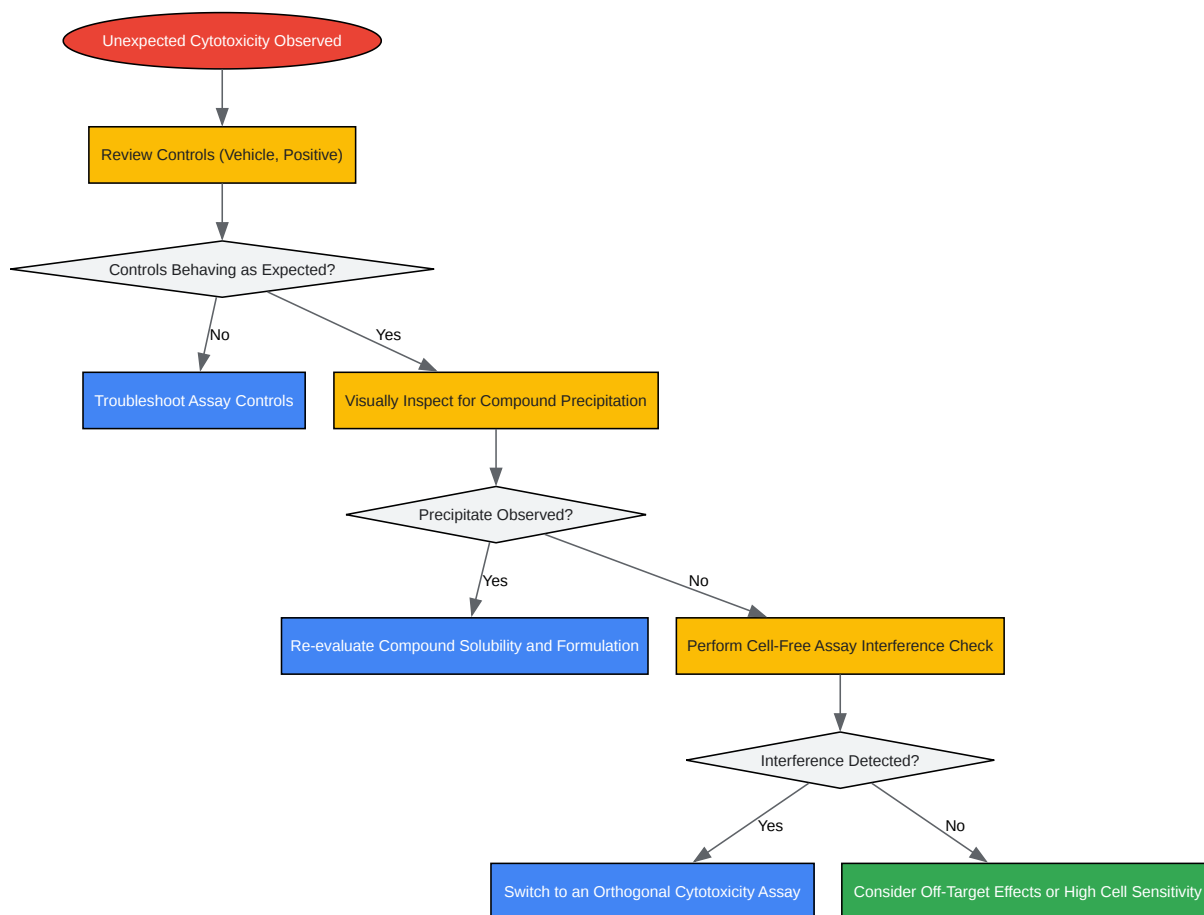 Unexpected Cytotoxicity Observed
Review Controls (Vehicle, Positive)
Controls Behaving as Expected?
No
Yes
Troubleshoot Assay Controls
Visually Inspect for Compound Precipitation
Precipitate Observed?
Yes
No
Re-evaluate Compound Solubility and Formulation
Perform Cell-Free Assay Interference Check
Interference Detected?
Yes
No
Switch to an Orthogonal Cytotoxicity Assay
Consider Off-Target Effects or High Cell Sensitivity